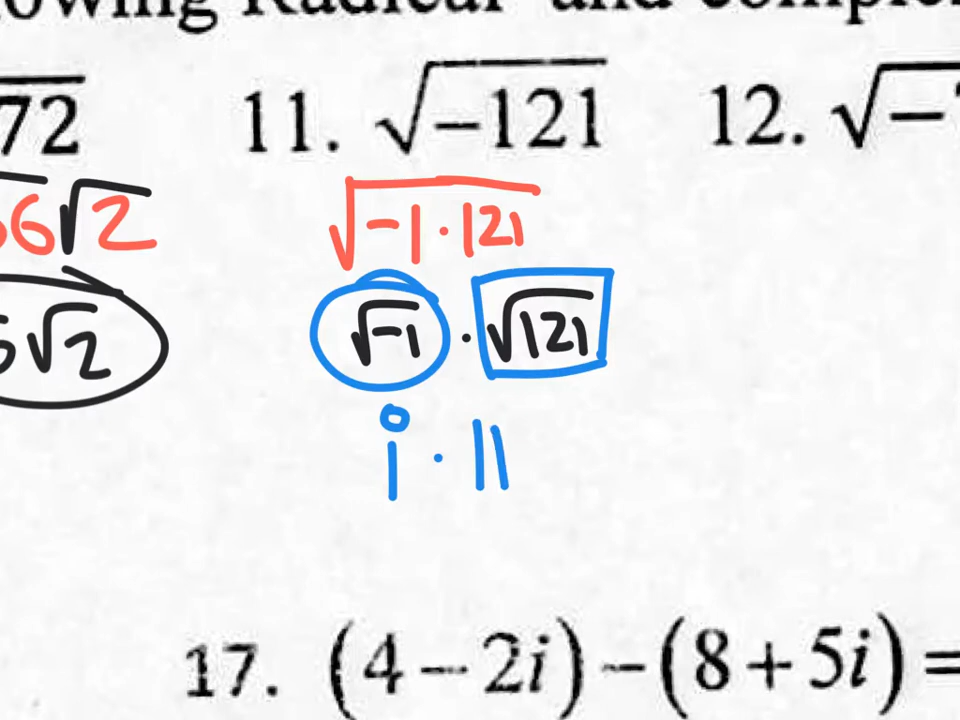 72 11. √-121 12. √-
6√2 √-1·121
√2 √-1 · √121
i · 11
17. (4-2i)-(8+5i)=